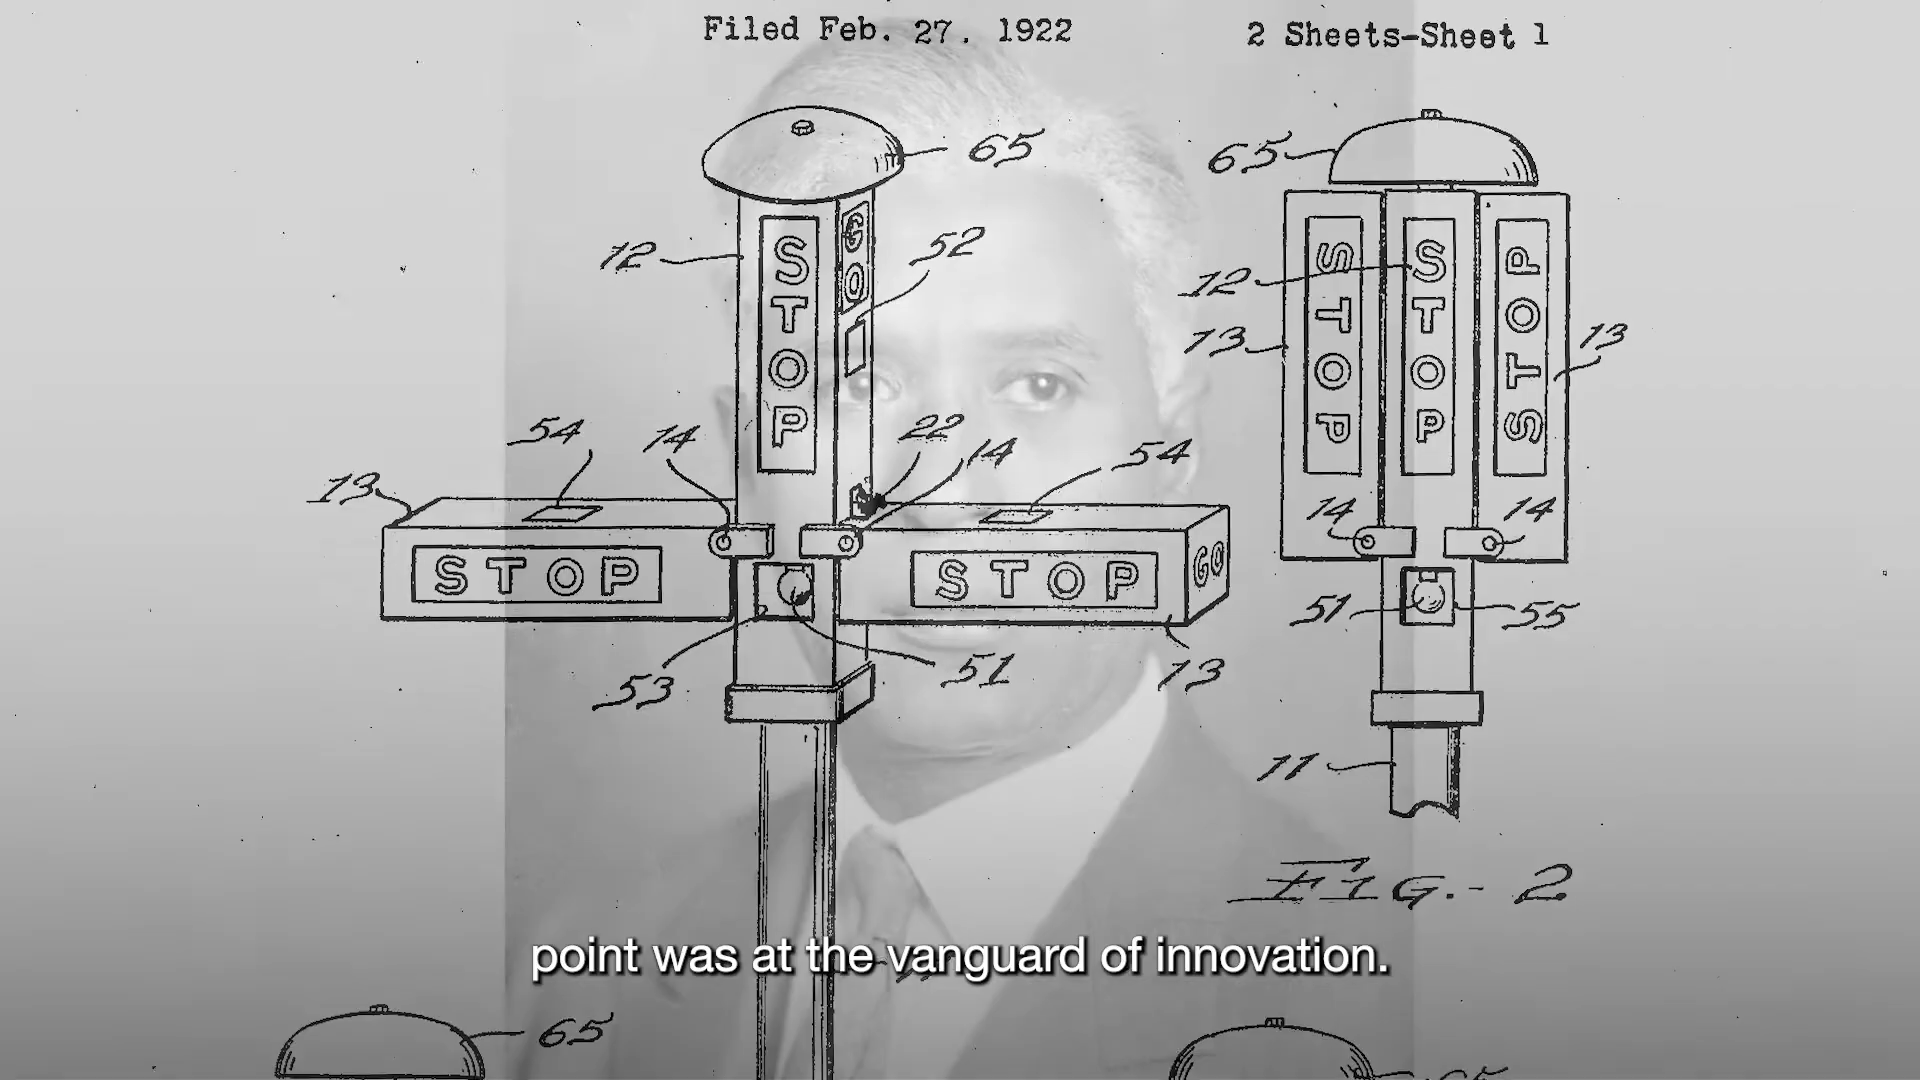 Filed Feb. 27. 1922
2 Sheets-Sheet 1
65
65
12
STOP
GO
52
12
STOP
STOP
STOP
13
13
54
14
22
14
54
13
STOP
STOP
GO
14
14
53
51
13
51
55
11
FIG.- 2
point was at the vanguard of innovation.
65